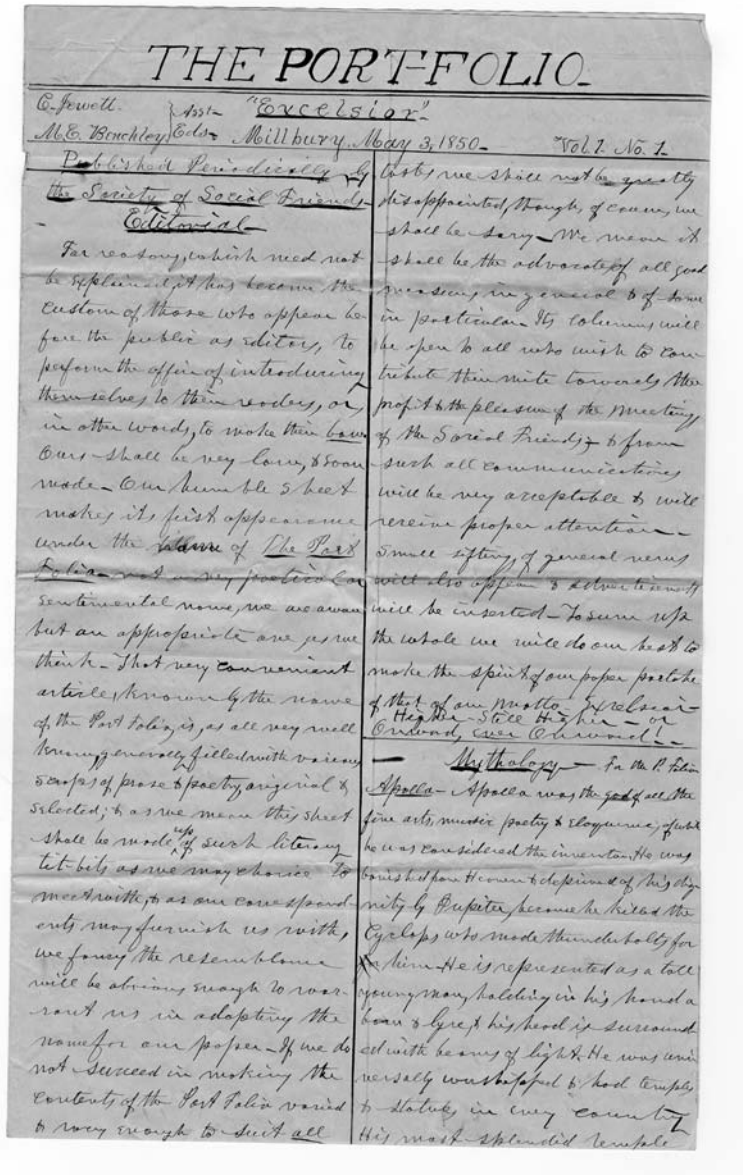 THE PORT-FOLIO
C. Jewett.
M.E. Benchley
Asst-
Eds-
"Excelsior"-
Millbury May 3, 1850-
Vol 1. No. 1-
Published Periodically by
the Society of Social Friends-
Editorial-
For reasons, which need not
be explained, it has become the
custom of those who appear be
fore the public as Editors, to
perform the office of introducing
themselves to their readers, or,
in other words, to make their bow.
Ours shall be very low, & soon
made- Our humble sheet
makes its first appearance
under the name of The Port
Folio- not a very poetical or
sentimental name, we are aware
but an appropriate one as we
think- That very convenient
article, known by the name
of the Port Folio, is, as all very well
know, generally filled with various
scraps of prose & poetry, original &
selected; & as we mean this sheet
shall be made up of such literary
tit-bits as we may chance to
meet with, & as our correspond-
ents may furnish us with,
we fancy the resemblance
will be obvious enough to war-
rant us in adopting the
name for our paper- If we do
not succeed in making the
contents of the Port Folio varied
& racy enough to suit all
tastes we shall not be greatly
disappointed, though, of course, we
shall be sorry- We mean it
shall be the advocate of all good
measures in general & of some
in particular- Its columns will
be open to all who wish to con-
tribute their mite towards the
profit & the pleasure of the meetings
of the Social Friends, & from
such all communications
will be very acceptable & will
receive proper attention-
Small siftings of general news
will also appear & advertisements
will be inserted- To sum up
the whole we will do our best to
make the spirit of our paper partake
of that of our motto- Excelsior-
Higher- Still Higher- or
Onward, ever Onward!-
Mythology- For the P. Folio
Apollo- Apollo was the god of all the
fine arts, music poetry & eloquence, of which
he was considered the inventor. He was
banished from Heaven & deprived of his dig
nity by Jupiter, because he killed the
Cyclops who made thunderbolts for
him- He is represented as a tall
young man, holding in his hand a
bow & lyre, & his head is surround-
ed with beams of light. He was uni
versally worshipped & had temples
& statues in every country
His most splendid temple